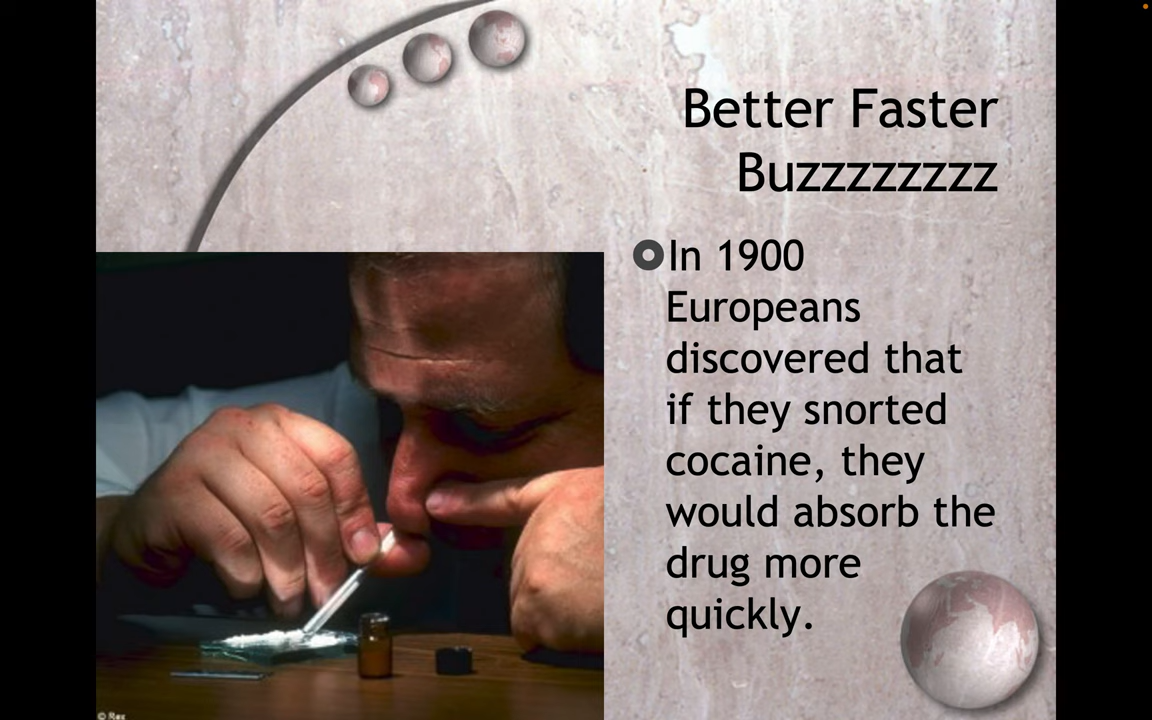 Better Faster
Buzzzzzzzzz
In 1900
Europeans
discovered that
if they snorted
cocaine, they
would absorb the
drug more
quickly.
© Rex